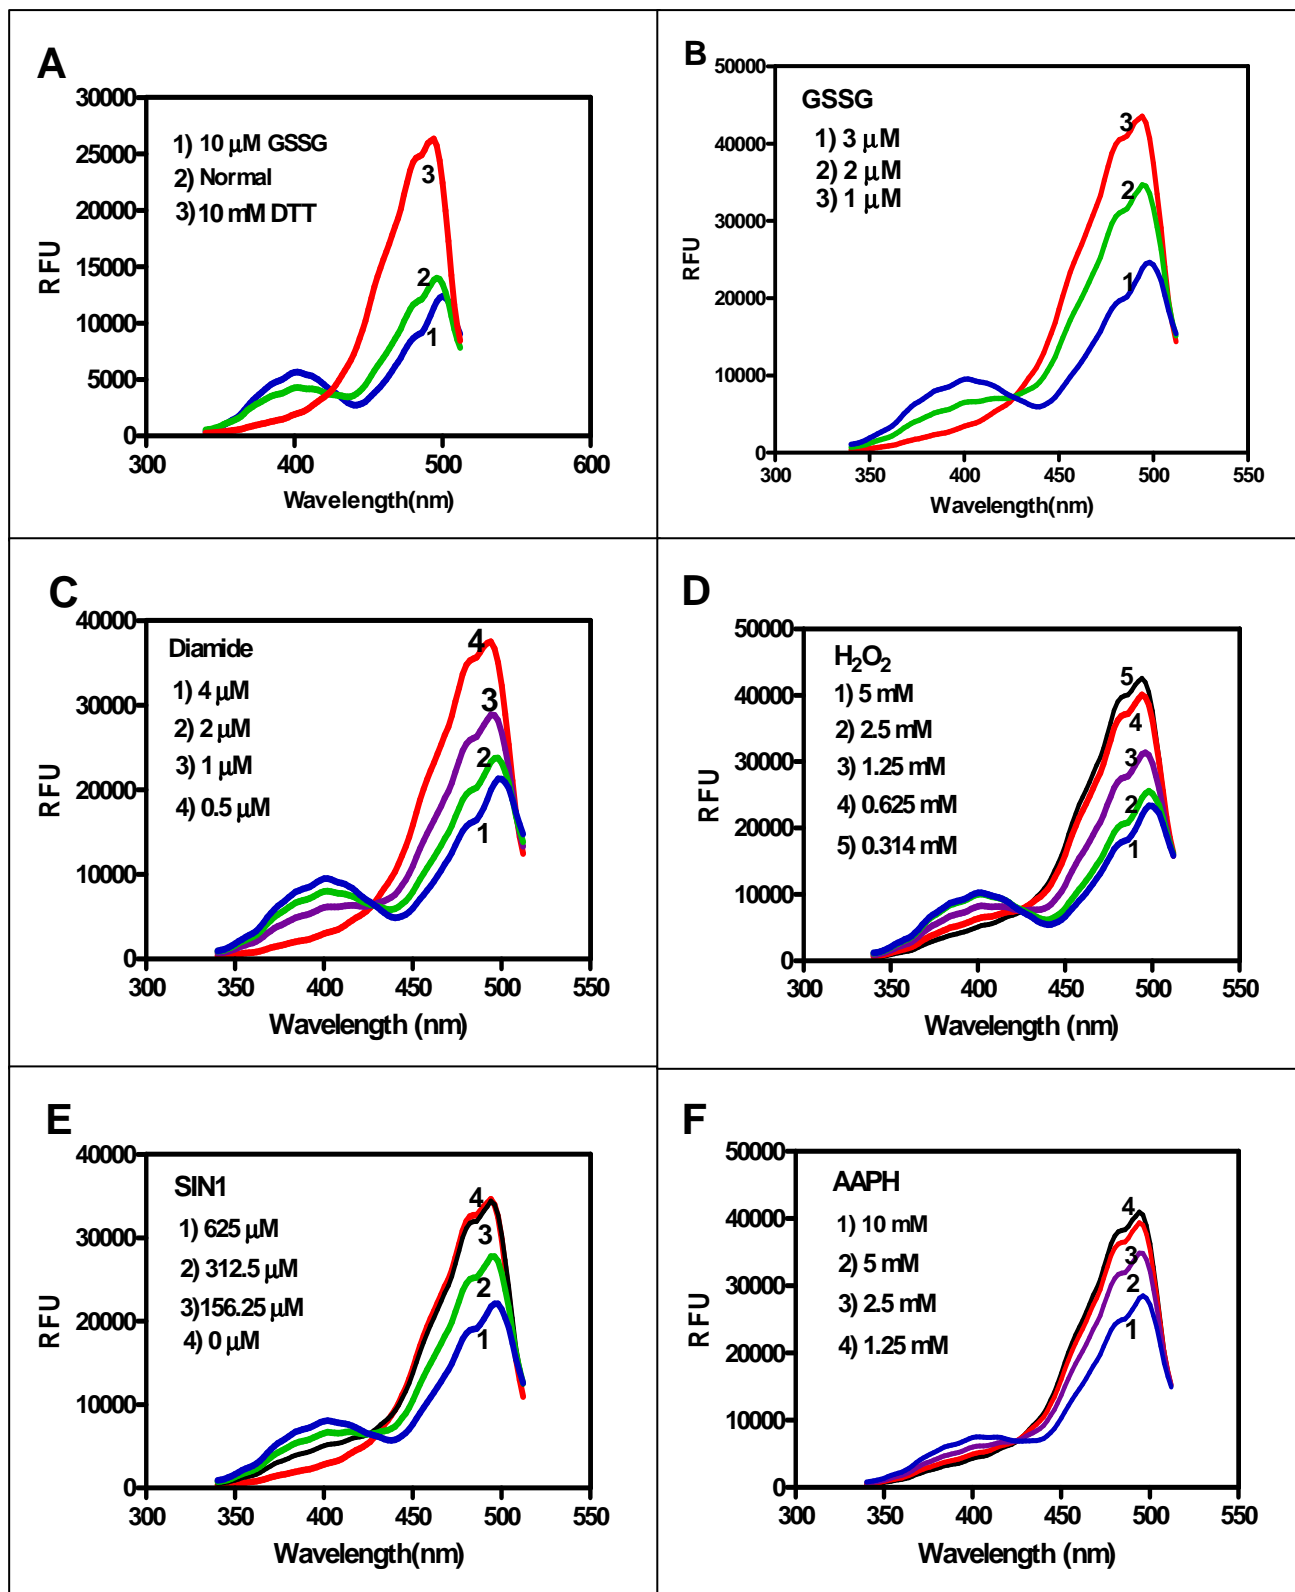 A
30000
25000
20000
15000
10000
5000
0
RFU
1) 10 μM GSSG
2) Normal
3) 10 mM DTT
3
2
1
300 400 500 600
Wavelength(nm)
B
50000
40000
30000
20000
10000
0
RFU
GSSG
1) 3 μM
2) 2 μM
3) 1 μM
3
2
1
300 350 400 450 500 550
Wavelength(nm)
C
40000
30000
20000
10000
0
RFU
Diamide
1) 4 μM
2) 2 μM
3) 1 μM
4) 0.5 μM
4
3
2
1
300 350 400 450 500 550
Wavelength (nm)
D
50000
40000
30000
20000
10000
0
RFU
H₂O₂
1) 5 mM
2) 2.5 mM
3) 1.25 mM
4) 0.625 mM
5) 0.314 mM
5
4
3
2
1
300 350 400 450 500 550
Wavelength (nm)
E
40000
30000
20000
10000
0
RFU
SIN1
1) 625 μM
2) 312.5 μM
3)156.25 μM
4) 0 μM
4
3
2
1
300 350 400 450 500 550
Wavelength(nm)
F
50000
40000
30000
20000
10000
0
RFU
AAPH
1) 10 mM
2) 5 mM
3) 2.5 mM
4) 1.25 mM
4
3
2
1
300 350 400 450 500 550
Wavelength (nm)